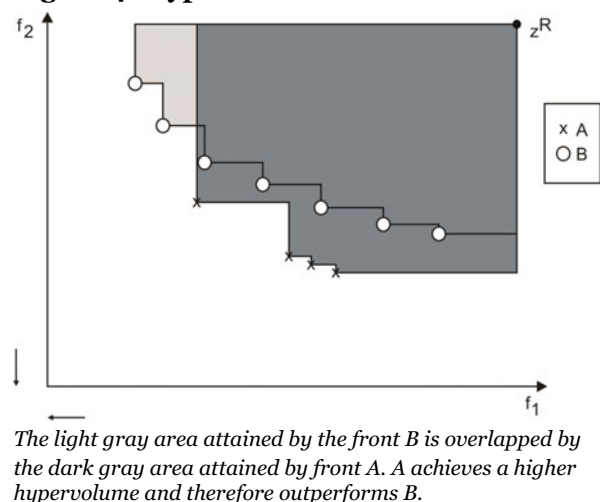 f2
zR
x A
B
f1
The light gray area attained by the front B is overlapped by
the dark gray area attained by front A. A achieves a higher
hypervolume and therefore outperforms B.